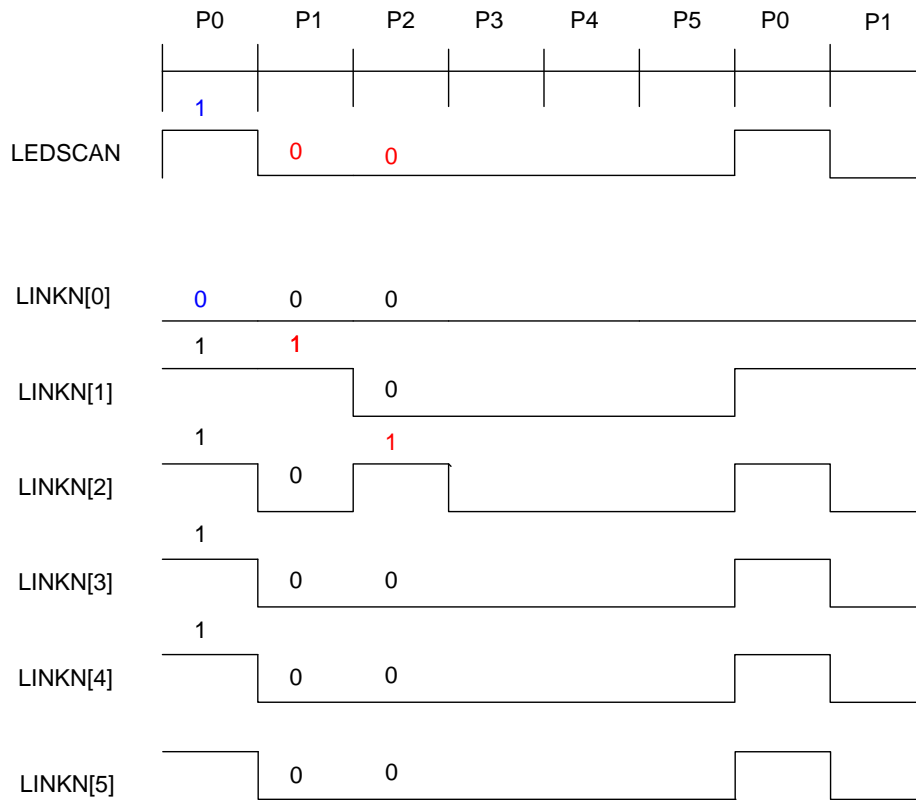 P0 P1 P2 P3 P4 P5 P0 P1
1
LEDSCAN 0 0
LINKN[0] 0 0 0
1 1
LINKN[1] 0
1 1
LINKN[2] 0
1
LINKN[3] 0 0
1
LINKN[4] 0 0
LINKN[5] 0 0